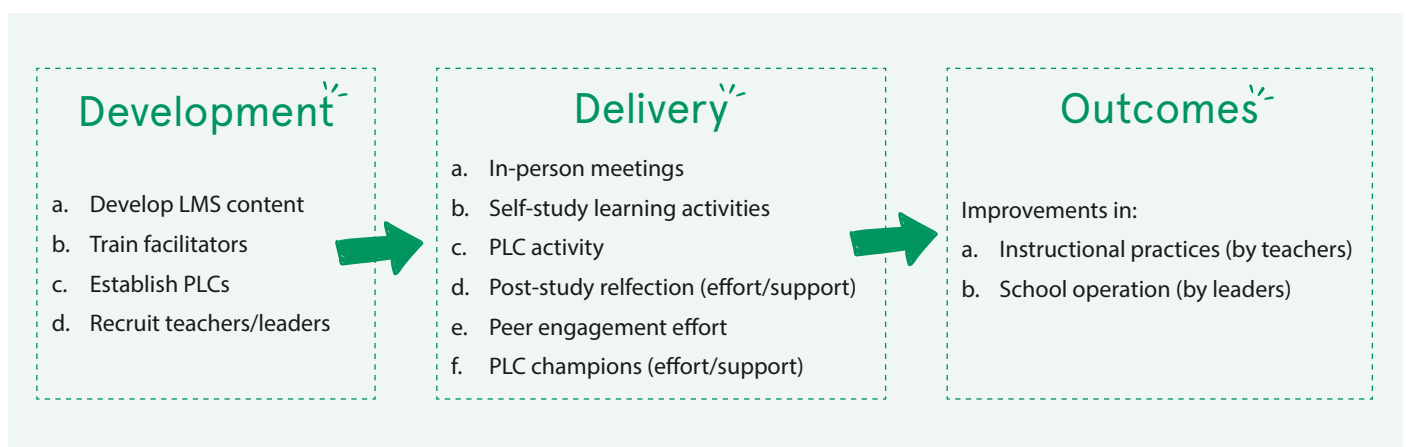 Development
a. Develop LMS content
b. Train facilitators
c. Establish PLCs
d. Recruit teachers/leaders
Delivery
a. In-person meetings
b. Self-study learning activities
c. PLC activity
d. Post-study relfection (effort/support)
e. Peer engagement effort
f. PLC champions (effort/support)
Outcomes
Improvements in:
a. Instructional practices (by teachers)
b. School operation (by leaders)